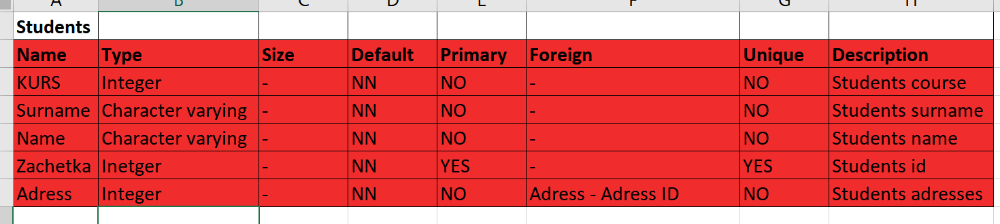 A B C D E F G H
Students
Name Type Size Default Primary Foreign Unique Description
KURS Integer - NN NO - NO Students course
Surname Character varying - NN NO - NO Students surname
Name Character varying - NN NO - NO Students name
Zachetka Inetger - NN YES - YES Students id
Adress Integer - NN NO Adress - Adress ID NO Students adresses